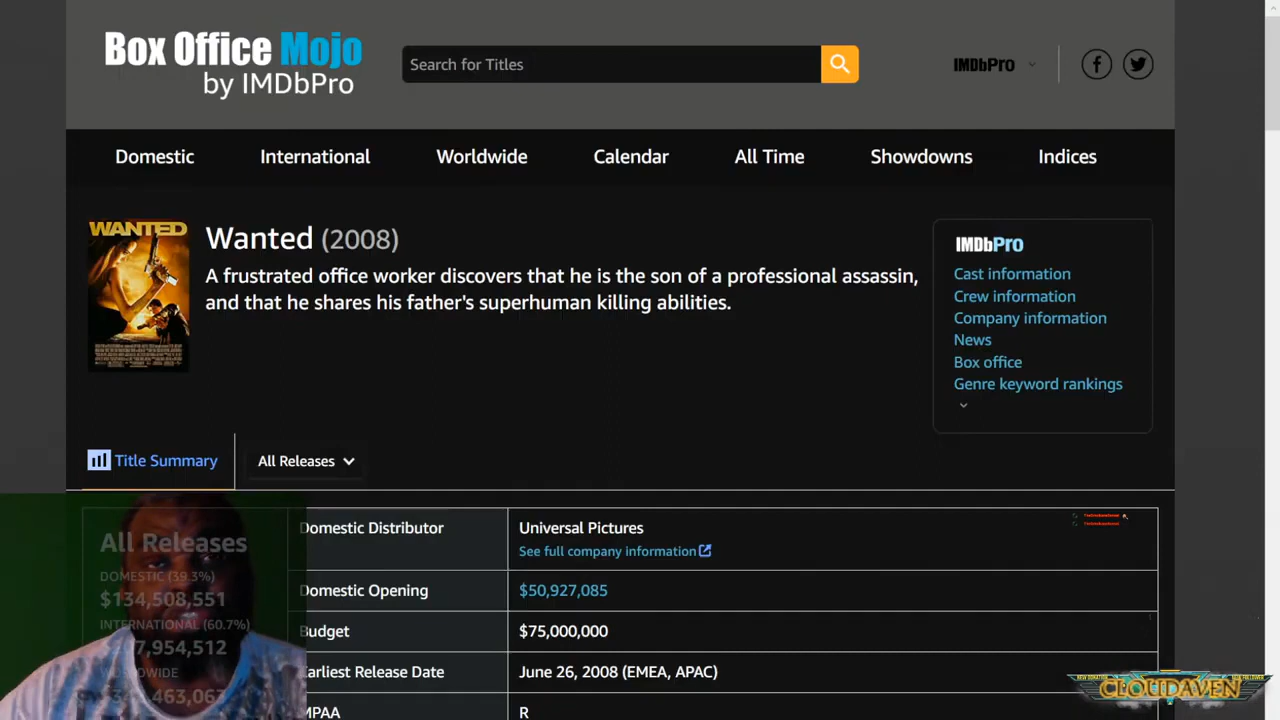 Box Office Mojo
by IMDbPro
Search for Titles
IMDbPro
Domestic
International
Worldwide
Calendar
All Time
Showdowns
Indices
WANTED
Wanted (2008)
A frustrated office worker discovers that he is the son of a professional assassin,
and that he shares his father's superhuman killing abilities.
IMDbPro
Cast information
Crew information
Company information
News
Box office
Genre keyword rankings
Title Summary
All Releases
All Releases
DOMESTIC (39.3%)
$134,508,551
INTERNATIONAL (60.7%)
Domestic Distributor
Universal Pictures
See full company information
Domestic Opening
$50,927,085
Budget
$75,000,000
Earliest Release Date
June 26, 2008 (EMEA, APAC)
MPAA
R
CLOUDAVEN